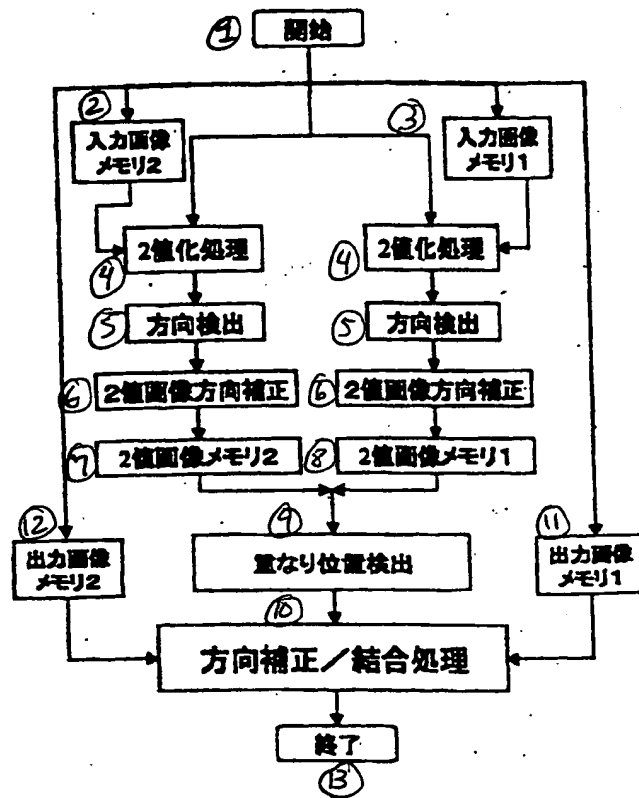 ① 開始
②
入力画像
メモリ2
③
入力画像
メモリ1
④ 2値化処理
④ 2値化処理
⑤ 方向検出
⑤ 方向検出
⑥ 2値画像方向補正
⑥ 2値画像方向補正
⑦ 2値画像メモリ2
⑧ 2値画像メモリ1
⑨
重なり位置検出
⑫
出力画像
メモリ2
⑪
出力画像
メモリ1
⑩
方向補正/結合処理
終了
⑬